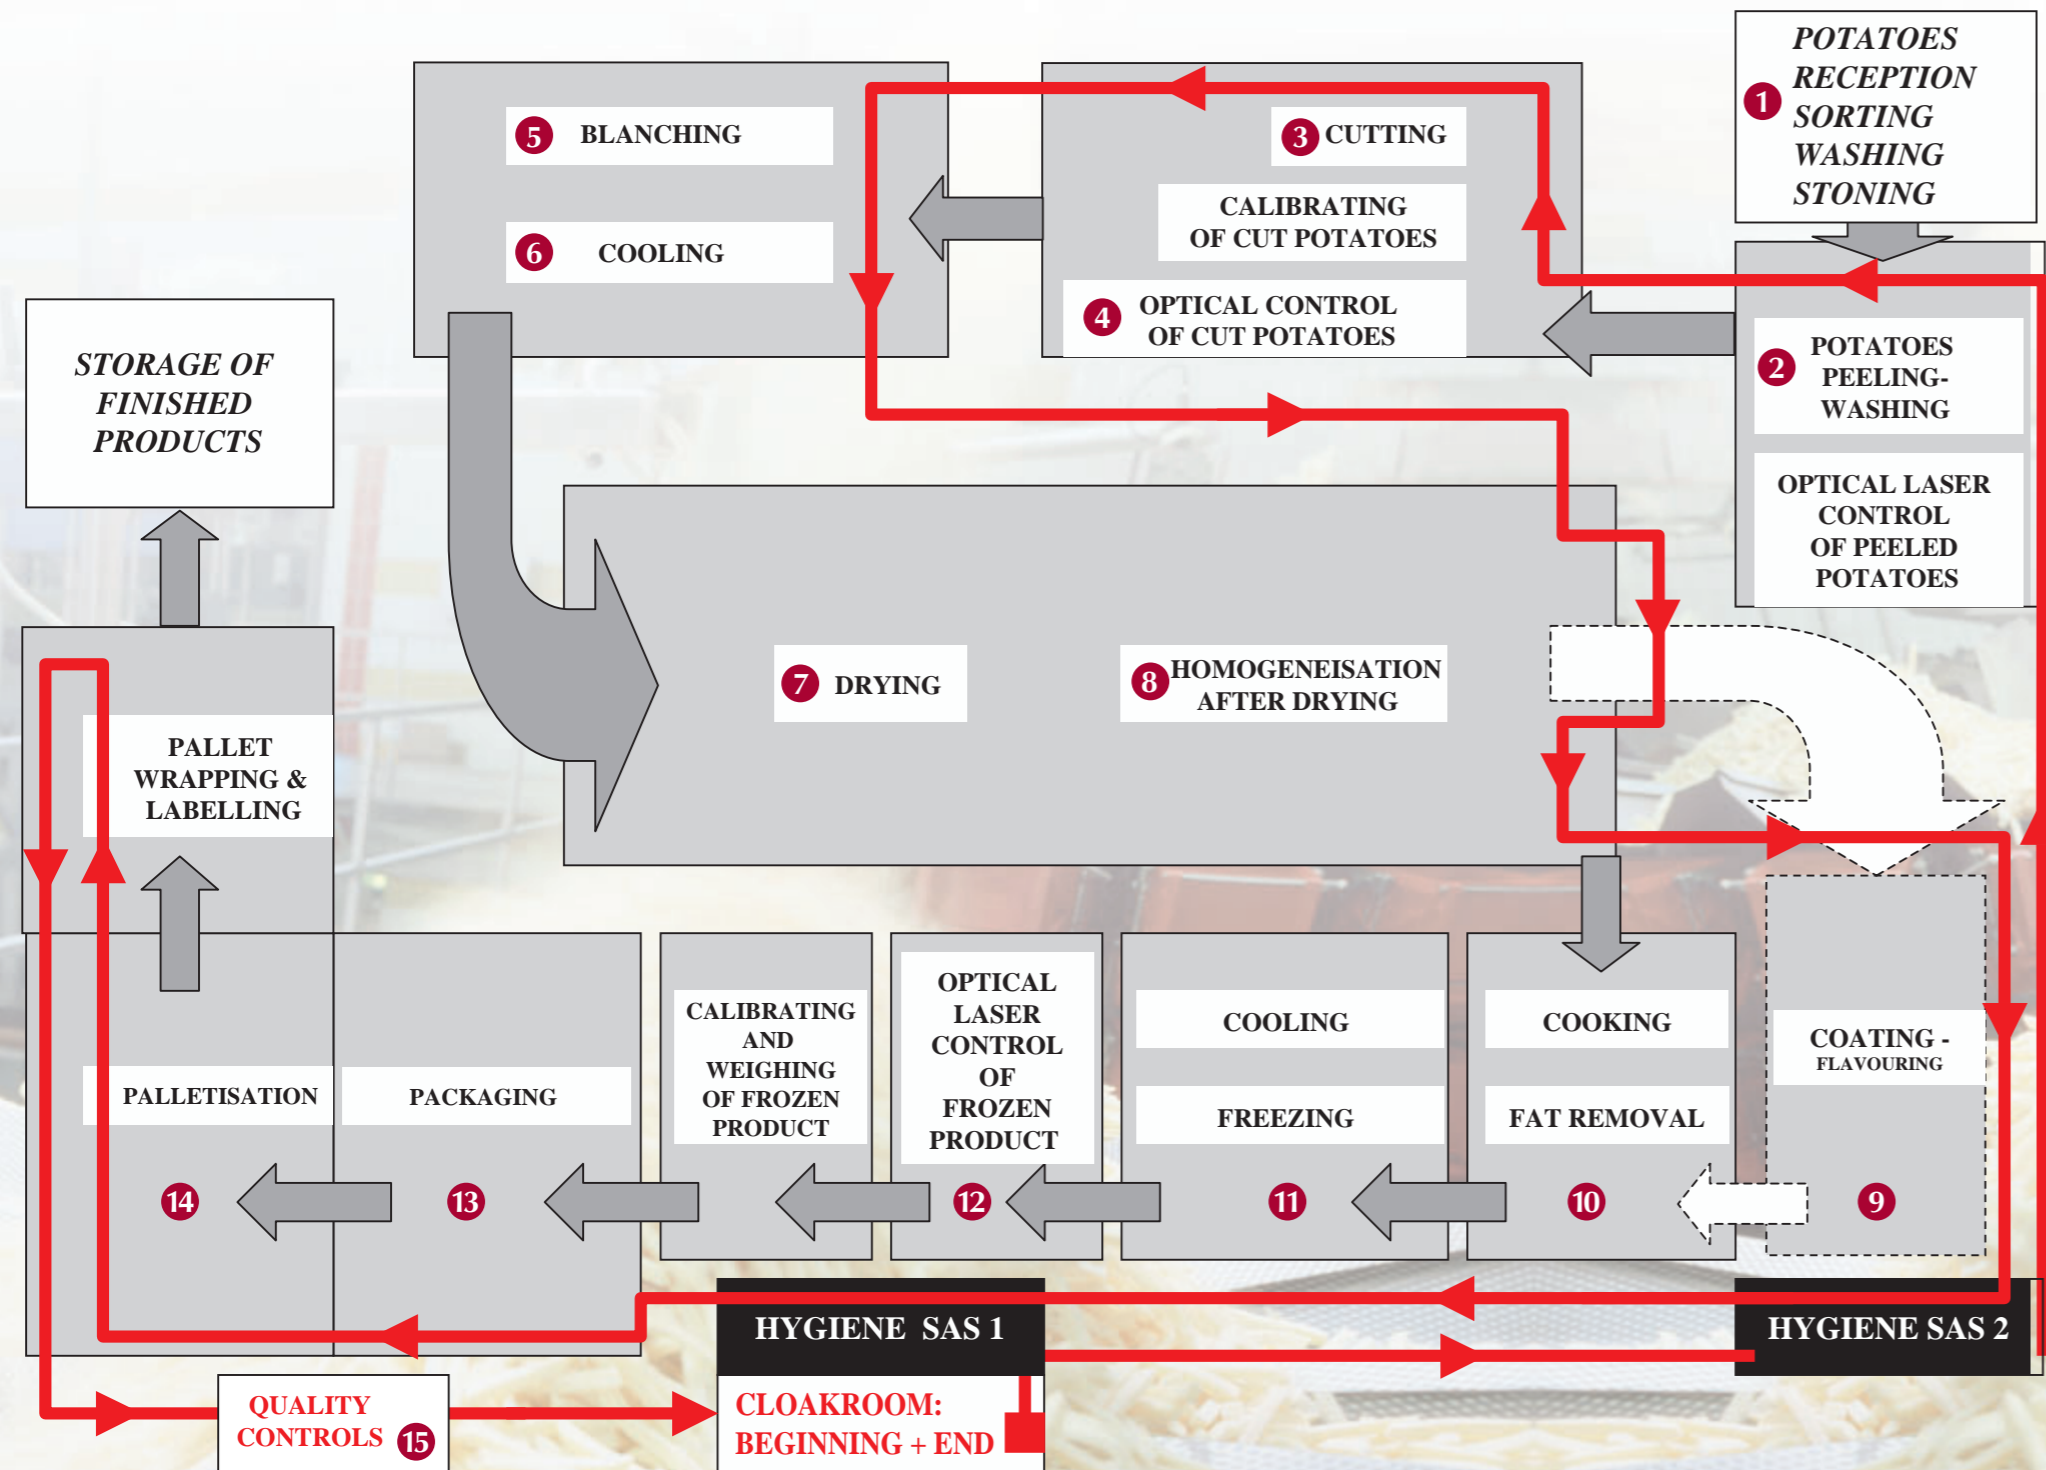 1
POTATOES
RECEPTION
SORTING
WASHING
STONING
2
POTATOES
PEELING-
WASHING
OPTICAL LASER
CONTROL
OF PEELED
POTATOES
3 CUTTING
CALIBRATING
OF CUT POTATOES
4 OPTICAL CONTROL
OF CUT POTATOES
5 BLANCHING
6 COOLING
7 DRYING
8 HOMOGENEISATION
AFTER DRYING
COATING -
FLAVOURING
9
COOKING
FAT REMOVAL
10
COOLING
FREEZING
11
OPTICAL
LASER
CONTROL
OF
FROZEN
PRODUCT
12
CALIBRATING
AND
WEIGHING
OF FROZEN
PRODUCT
PACKAGING
13
PALLETISATION
14
PALLET
WRAPPING &
LABELLING
STORAGE OF
FINISHED
PRODUCTS
QUALITY
CONTROLS 15
HYGIENE SAS 1
CLOAKROOM:
BEGINNING + END
HYGIENE SAS 2